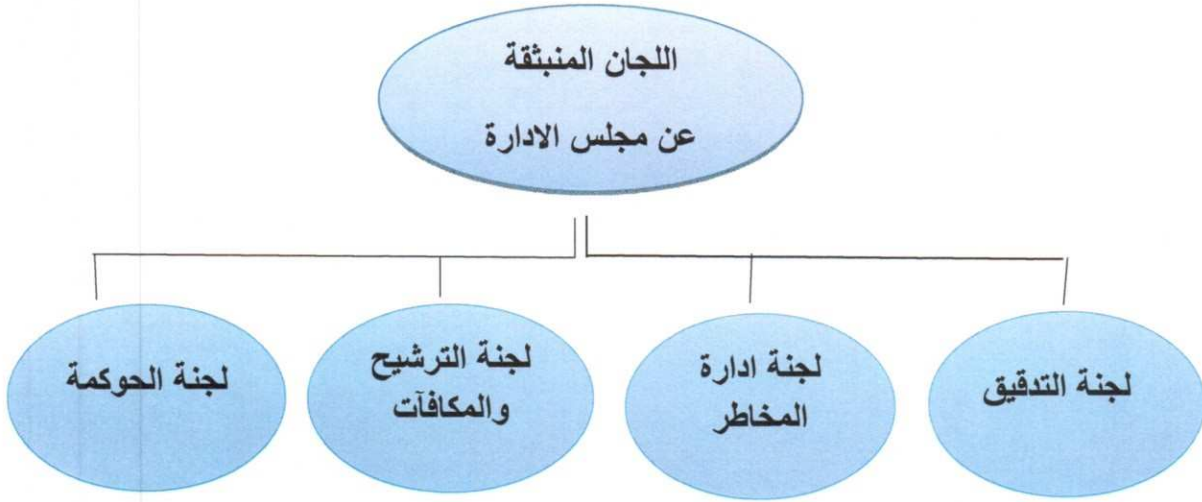 اللجان المنبثقة
عن مجلس الادارة
لجنة التدقيق
لجنة ادارة
المخاطر
لجنة الترشيح
والمكافآت
لجنة الحوكمة